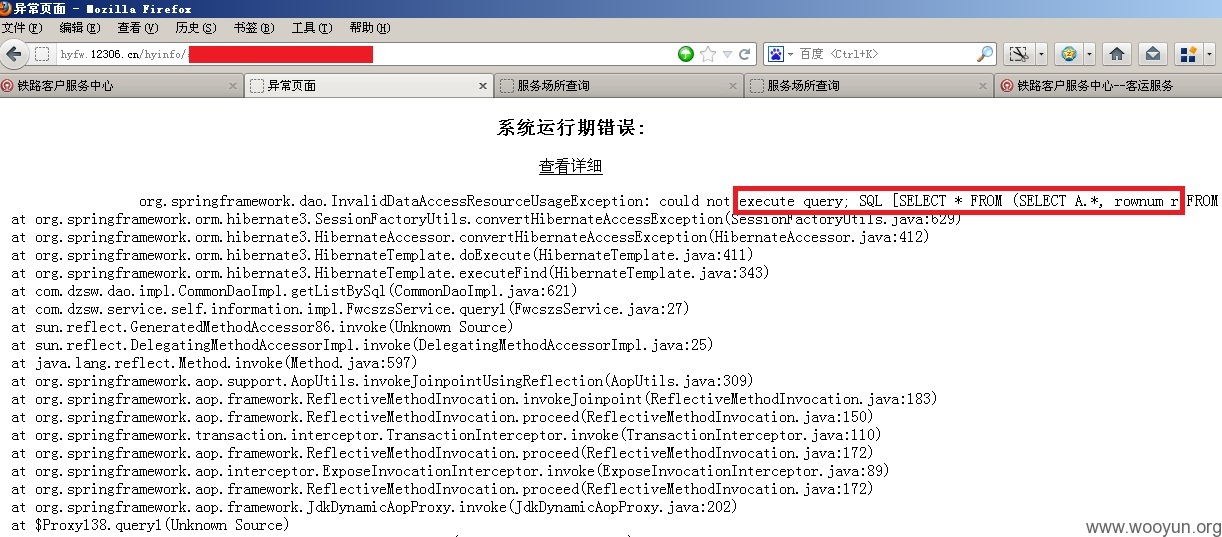 异常页面 - Mozilla Firefox
文件(F) 编辑(E) 查看(V) 历史(S) 书签(B) 工具(T) 帮助(H)
hyfw.12306.cn/hyinfo/
百度 <Ctrl+K>
铁路客户服务中心 × 异常页面 × 服务场所查询 × 服务场所查询 × 铁路客户服务中心--客运服务
系统运行期错误:
查看详细
org.springframework.dao.InvalidDataAccessResourceUsageException: could not execute query; SQL [SELECT * FROM (SELECT A.*, rownum r FROM
at org.springframework.orm.hibernate3.SessionFactoryUtils.convertHibernateAccessException(SessionFactoryUtils.java:629)
at org.springframework.orm.hibernate3.HibernateAccessor.convertHibernateAccessException(HibernateAccessor.java:412)
at org.springframework.orm.hibernate3.HibernateTemplate.doExecute(HibernateTemplate.java:411)
at org.springframework.orm.hibernate3.HibernateTemplate.executeFind(HibernateTemplate.java:343)
at com.dzsw.dao.impl.CommonDaoImpl.getListBySql(CommonDaoImpl.java:621)
at com.dzsw.service.self.information.impl.FwcszsService.query1(FwcszsService.java:27)
at sun.reflect.GeneratedMethodAccessor86.invoke(Unknown Source)
at sun.reflect.DelegatingMethodAccessorImpl.invoke(DelegatingMethodAccessorImpl.java:25)
at java.lang.reflect.Method.invoke(Method.java:597)
at org.springframework.aop.support.AopUtils.invokeJoinpointUsingReflection(AopUtils.java:309)
at org.springframework.aop.framework.ReflectiveMethodInvocation.invokeJoinpoint(ReflectiveMethodInvocation.java:183)
at org.springframework.aop.framework.ReflectiveMethodInvocation.proceed(ReflectiveMethodInvocation.java:150)
at org.springframework.transaction.interceptor.TransactionInterceptor.invoke(TransactionInterceptor.java:110)
at org.springframework.aop.framework.ReflectiveMethodInvocation.proceed(ReflectiveMethodInvocation.java:172)
at org.springframework.aop.interceptor.ExposeInvocationInterceptor.invoke(ExposeInvocationInterceptor.java:89)
at org.springframework.aop.framework.ReflectiveMethodInvocation.proceed(ReflectiveMethodInvocation.java:172)
at org.springframework.aop.framework.JdkDynamicAopProxy.invoke(JdkDynamicAopProxy.java:202)
at $Proxy138.query1(Unknown Source)
www.wooyun.org